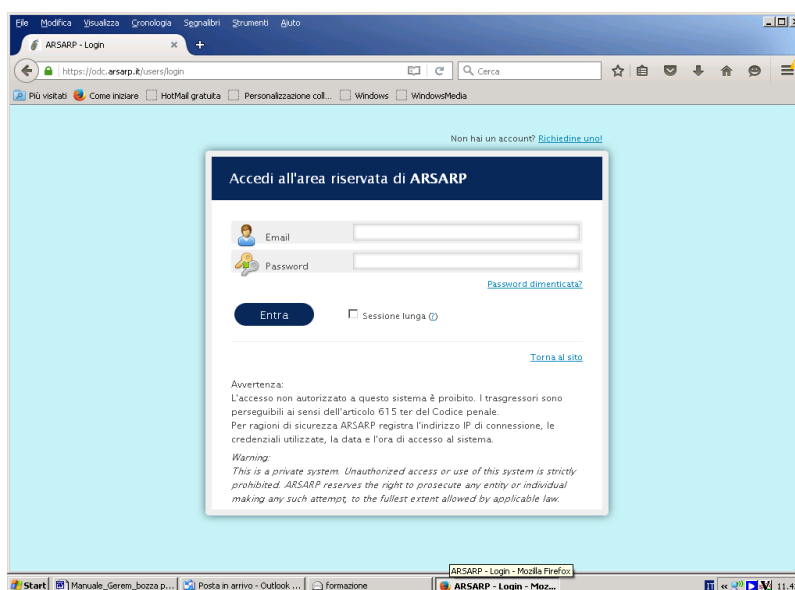 File Modifica Visualizza Cronologia Segnalibri Strumenti Aiuto
ARSARP - Login
https://odc.arsarp.it/users/login
Cerca
Più visitati Come iniziare HotMail gratuita Personalizzazione coll... Windows WindowsMedia
Non hai un account? Richiedine uno!
Accedi all'area riservata di ARSARP
Email
Password
Password dimenticata?
Entra Sessione lunga (?)
Torna al sito
Avvertenza:
L'accesso non autorizzato a questo sistema è proibito. I trasgressori sono
perseguibili ai sensi dell'articolo 615 ter del Codice penale.
Per ragioni di sicurezza ARSARP registra l'indirizzo IP di connessione, le
credenziali utilizzate, la data e l'ora di accesso al sistema.
Warning:
This is a private system. Unauthorized access or use of this system is strictly
prohibited. ARSARP reserves the right to prosecute any entity or individual
making any such attempt, to the fullest extent allowed by applicable law.
ARSARP - Login - Mozilla Firefox
Start Manuale_Gerem_bozza p... Posta in arrivo - Outlook ... formazione ARSARP - Login - Moz... IT «